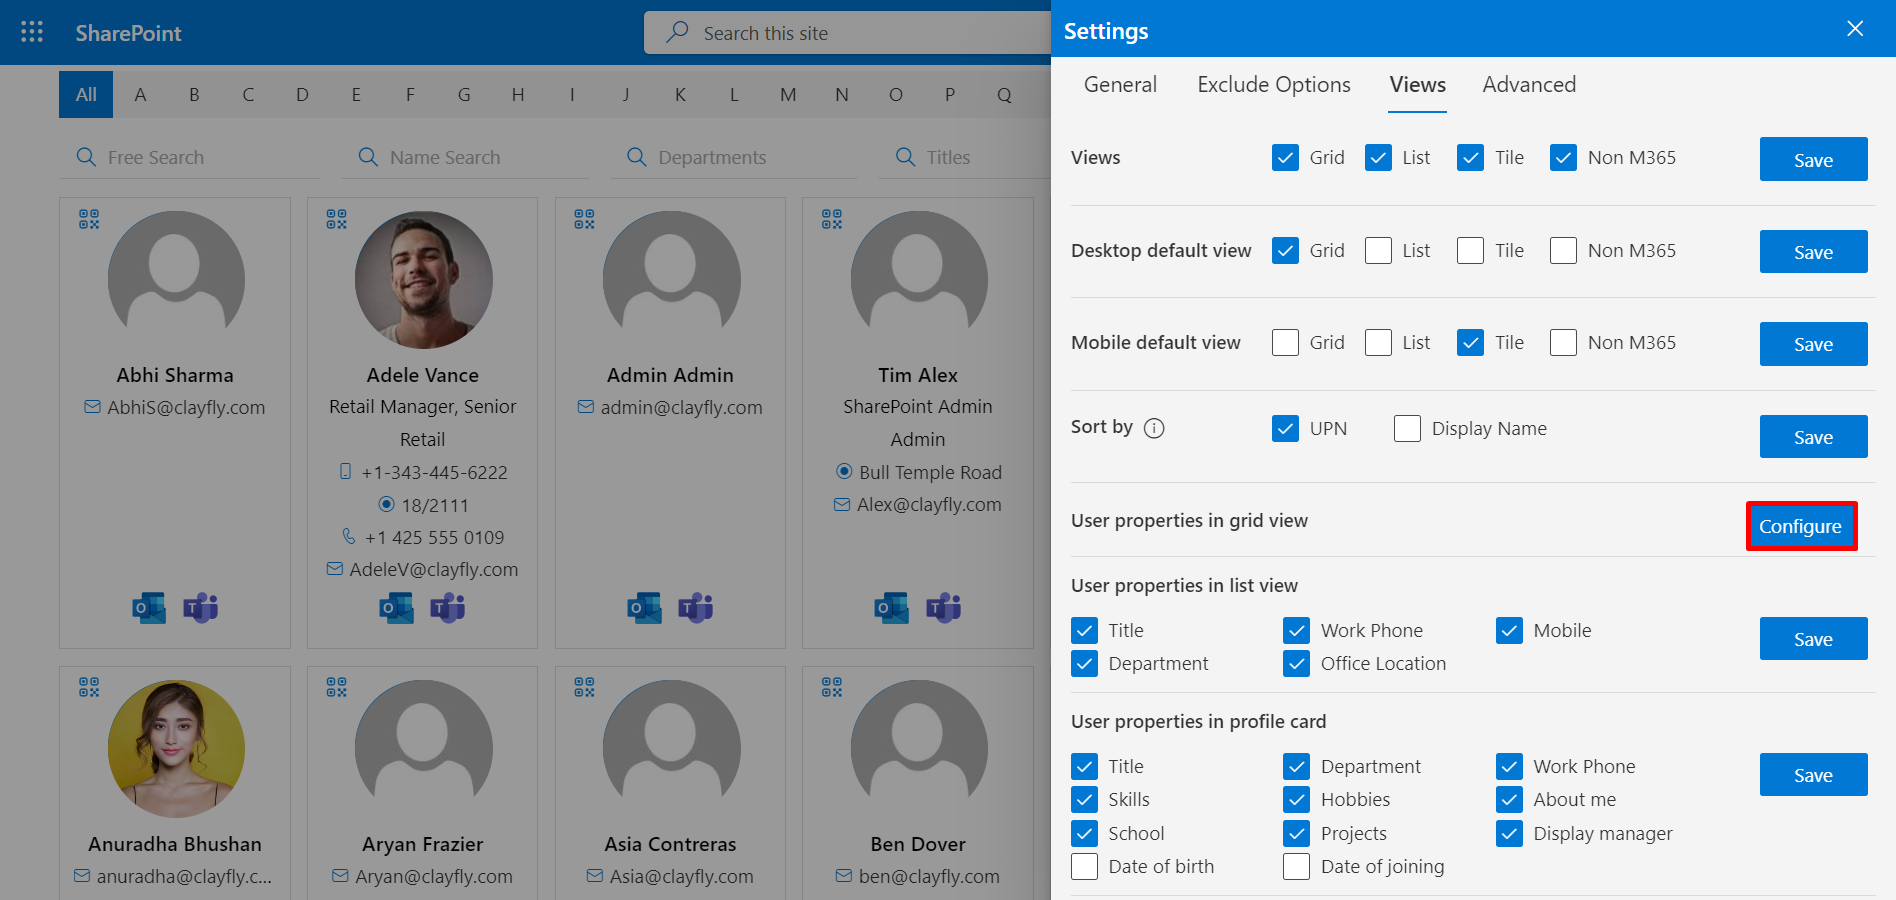 SharePoint
Search this site
All A B C D E F G H I J K L M N O P Q
Free Search Name Search Departments Titles
Abhi Sharma
AbhiS@clayfly.com
Adele Vance
Retail Manager, Senior
Retail
+1-343-445-6222
18/2111
+1 425 555 0109
AdeleV@clayfly.com
Admin Admin
admin@clayfly.com
Tim Alex
SharePoint Admin
Admin
Bull Temple Road
Alex@clayfly.com
Anuradha Bhushan
anuradha@clayfly.c...
Aryan Frazier
Aryan@clayfly.com
Asia Contreras
Asia@clayfly.com
Ben Dover
ben@clayfly.com
Settings
General Exclude Options Views Advanced
Views Grid List Tile Non M365 Save
Desktop default view Grid List Tile Non M365 Save
Mobile default view Grid List Tile Non M365 Save
Sort by UPN Display Name Save
User properties in grid view Configure
User properties in list view
Title Work Phone Mobile Save
Department Office Location
User properties in profile card
Title Department Work Phone Save
Skills Hobbies About me
School Projects Display manager
Date of birth Date of joining